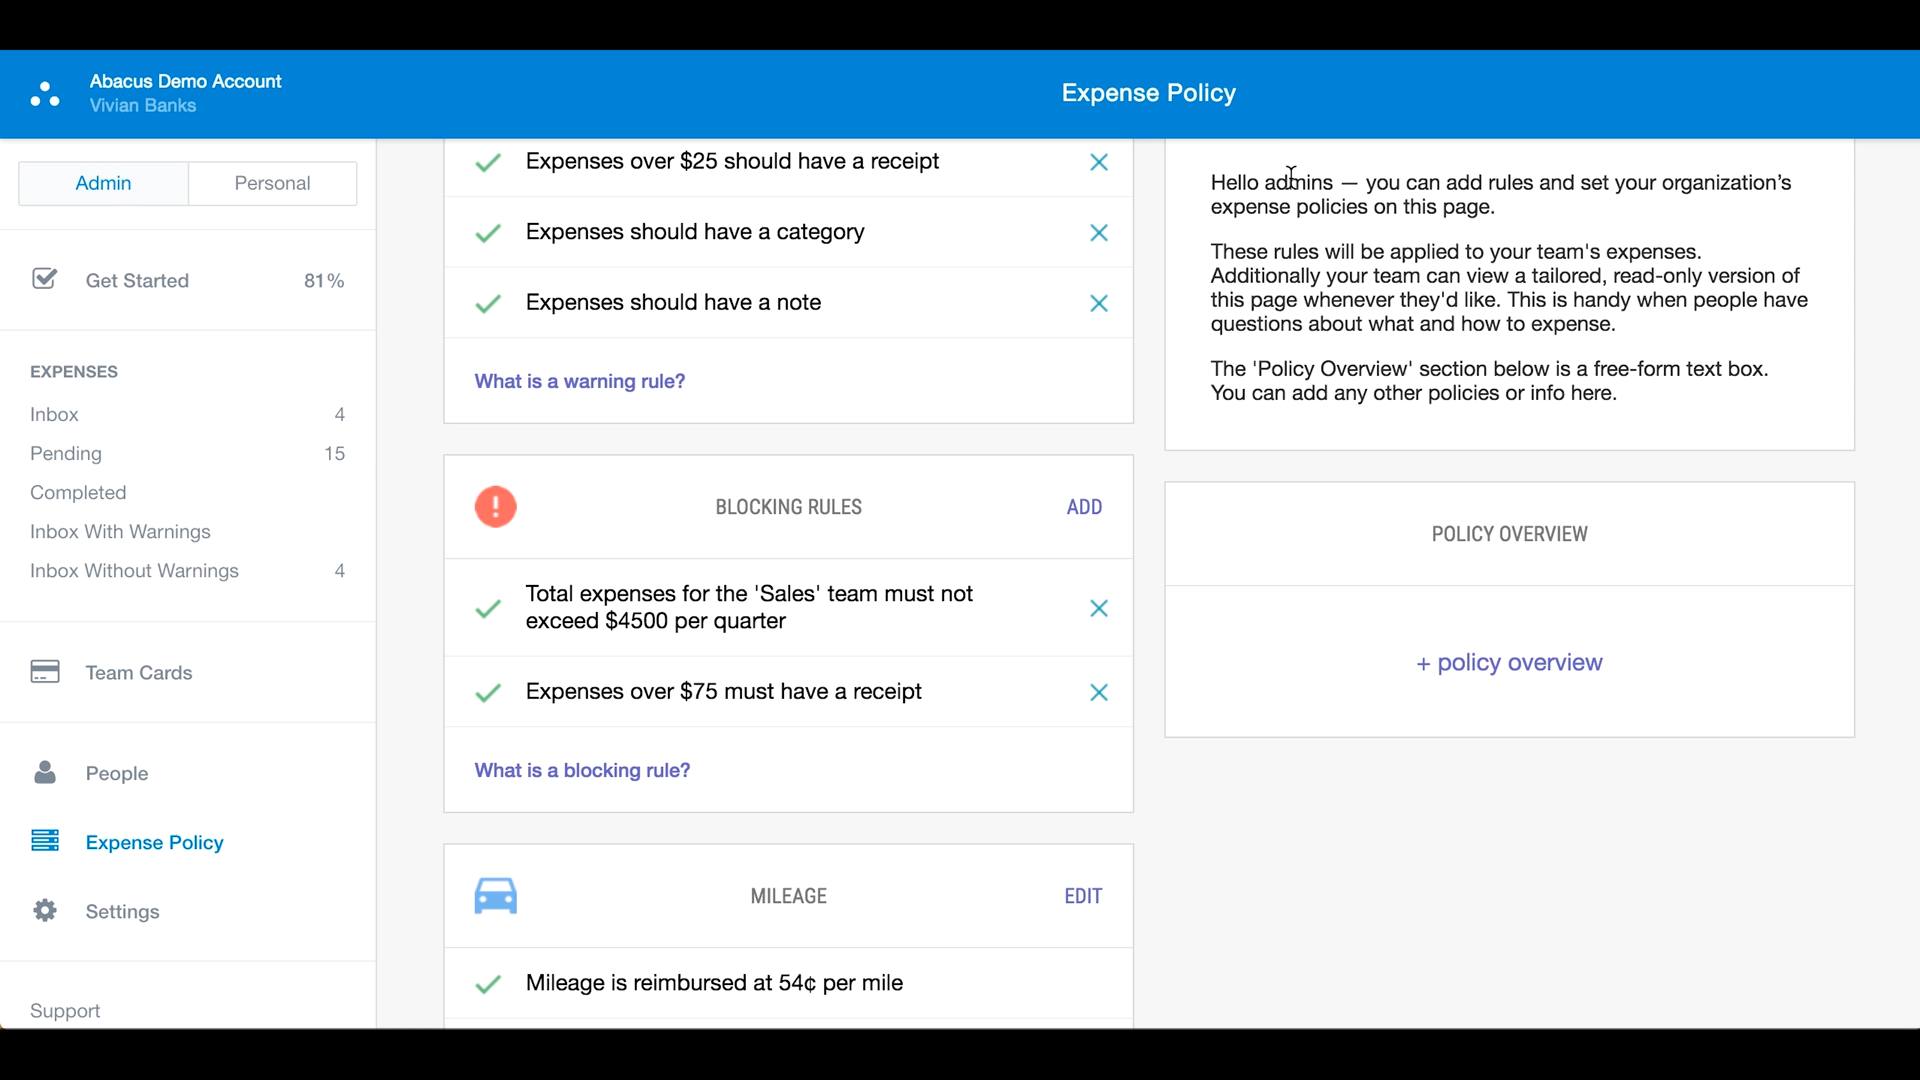 Abacus Demo Account
Vivian Banks
Expense Policy
Admin
Personal
Get Started
81%
EXPENSES
Inbox
4
Pending
15
Completed
Inbox With Warnings
Inbox Without Warnings
4
Team Cards
People
Expense Policy
Settings
Support
Expenses over $25 should have a receipt
Expenses should have a category
Expenses should have a note
What is a warning rule?
BLOCKING RULES
ADD
Total expenses for the 'Sales' team must not
exceed $4500 per quarter
Expenses over $75 must have a receipt
What is a blocking rule?
MILEAGE
EDIT
Mileage is reimbursed at 54¢ per mile
Hello admins — you can add rules and set your organization’s
expense policies on this page.
These rules will be applied to your team's expenses.
Additionally your team can view a tailored, read-only version of
this page whenever they'd like. This is handy when people have
questions about what and how to expense.
The 'Policy Overview' section below is a free-form text box.
You can add any other policies or info here.
POLICY OVERVIEW
+ policy overview